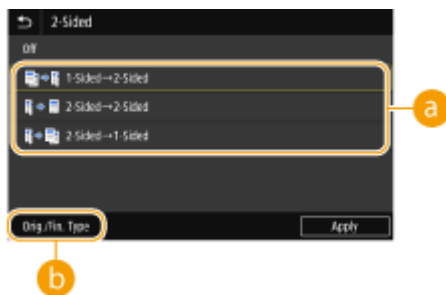 2-Sided
Off
1-Sided→2-Sided
2-Sided→2-Sided
2-Sided→1-Sided
a
Orig./Fin. Type
Apply
b